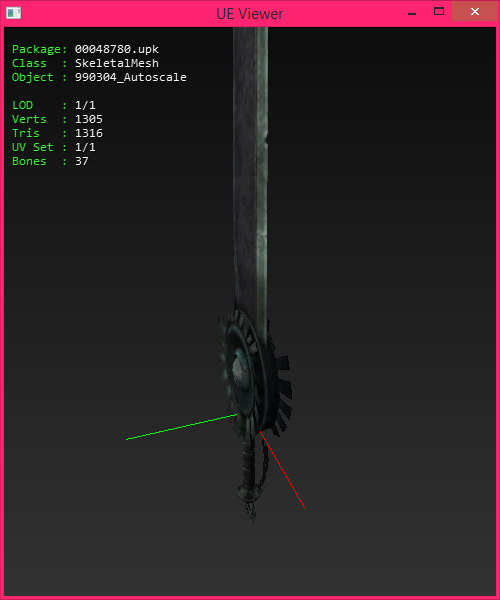 UE Viewer
Package: 00048780.upk
Class : SkeletalMesh
Object : 990304_Autoscale
LOD : 1/1
Verts : 1305
Tris : 1316
UV Set : 1/1
Bones : 37